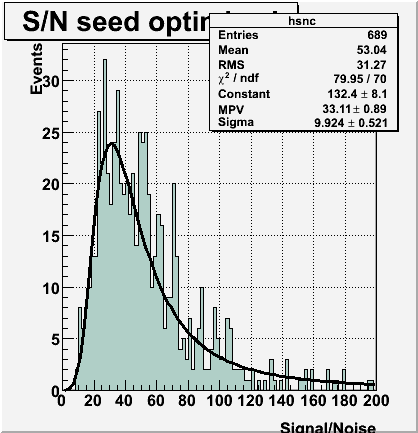 S/N seed optim
hsnc
Entries 689
Mean 53.04
RMS 31.27
χ² / ndf 79.95 / 70
Constant 132.4 ± 8.1
MPV 33.11 ± 0.89
Sigma 9.924 ± 0.521
Events
30
25
20
15
10
5
0
0 20 40 60 80 100 120 140 160 180 200
Signal/Noise